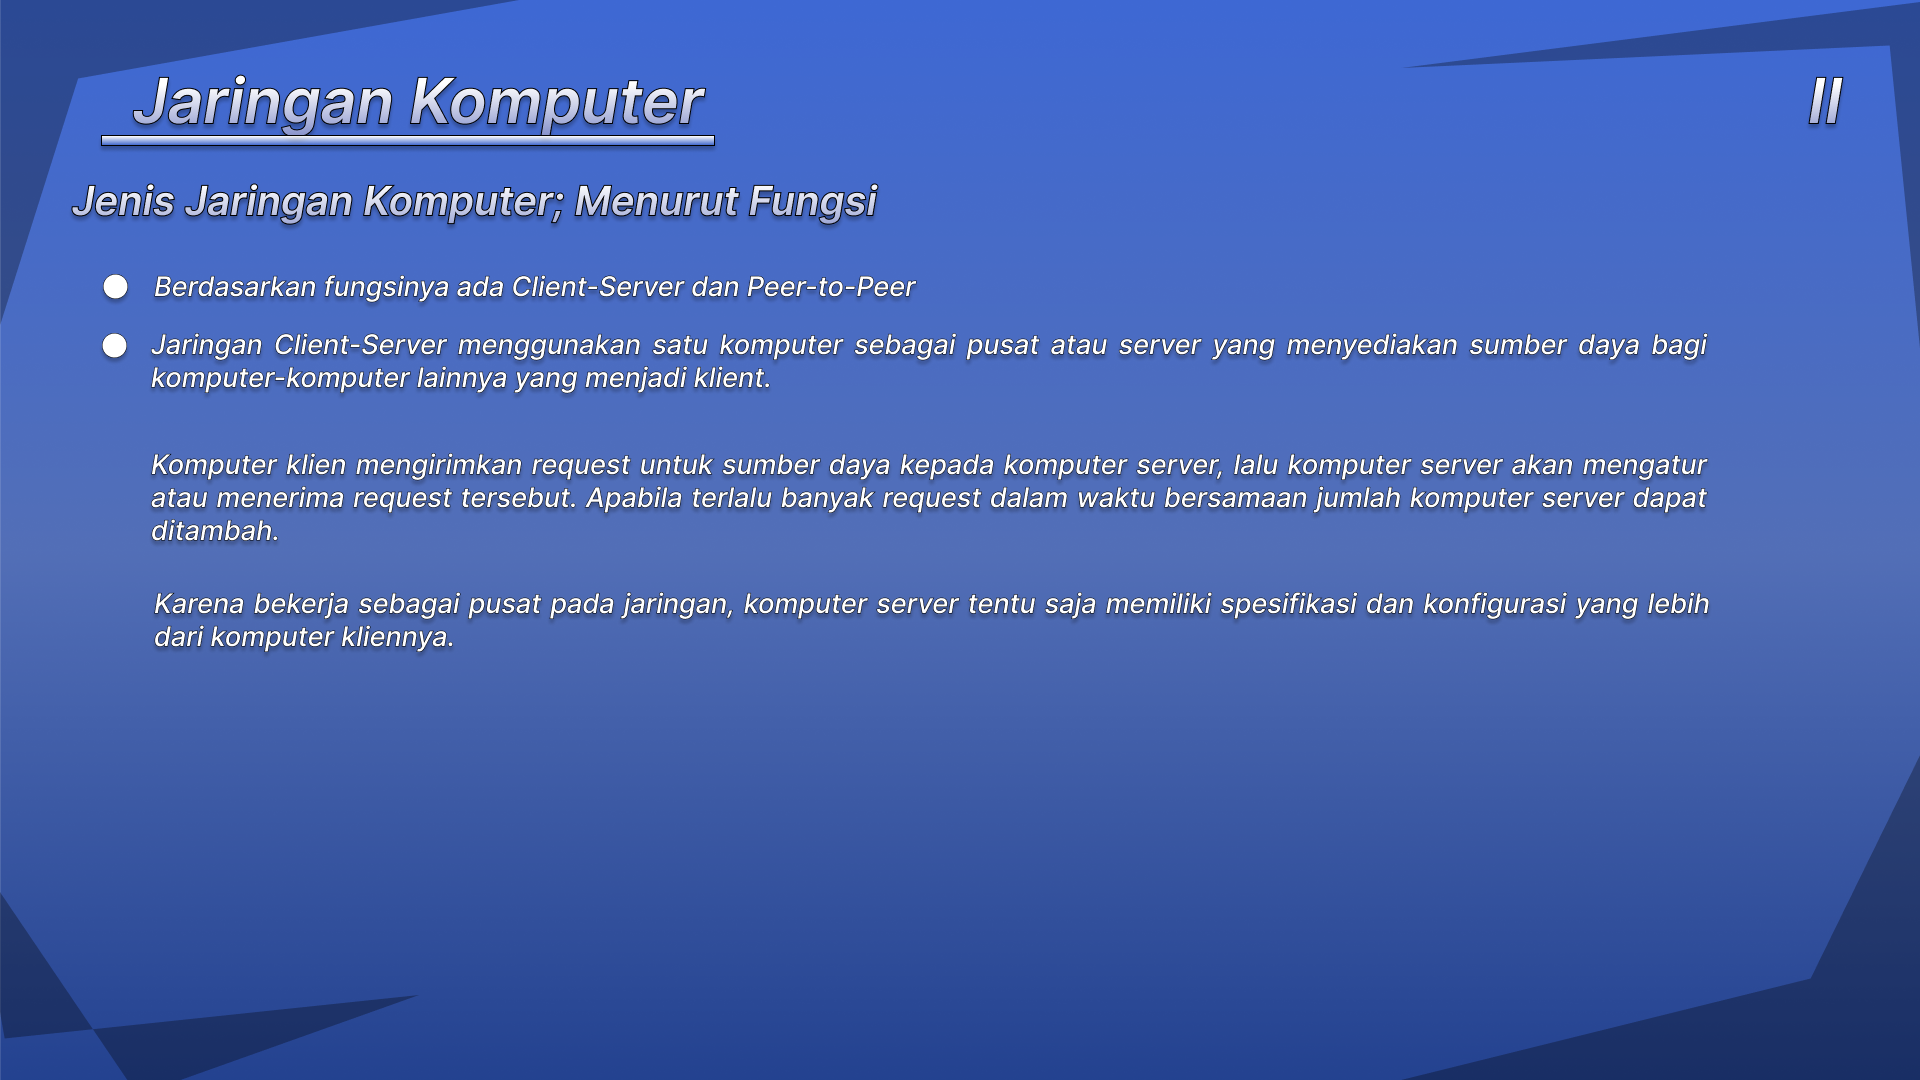 Jaringan Komputer
II
Jenis Jaringan Komputer; Menurut Fungsi
Berdasarkan fungsinya ada Client-Server dan Peer-to-Peer
Jaringan Client-Server menggunakan satu komputer sebagai pusat atau server yang menyediakan sumber daya bagi
komputer-komputer lainnya yang menjadi klient.
Komputer klien mengirimkan request untuk sumber daya kepada komputer server, lalu komputer server akan mengatur
atau menerima request tersebut. Apabila terlalu banyak request dalam waktu bersamaan jumlah komputer server dapat
ditambah.
Karena bekerja sebagai pusat pada jaringan, komputer server tentu saja memiliki spesifikasi dan konfigurasi yang lebih
dari komputer kliennya.